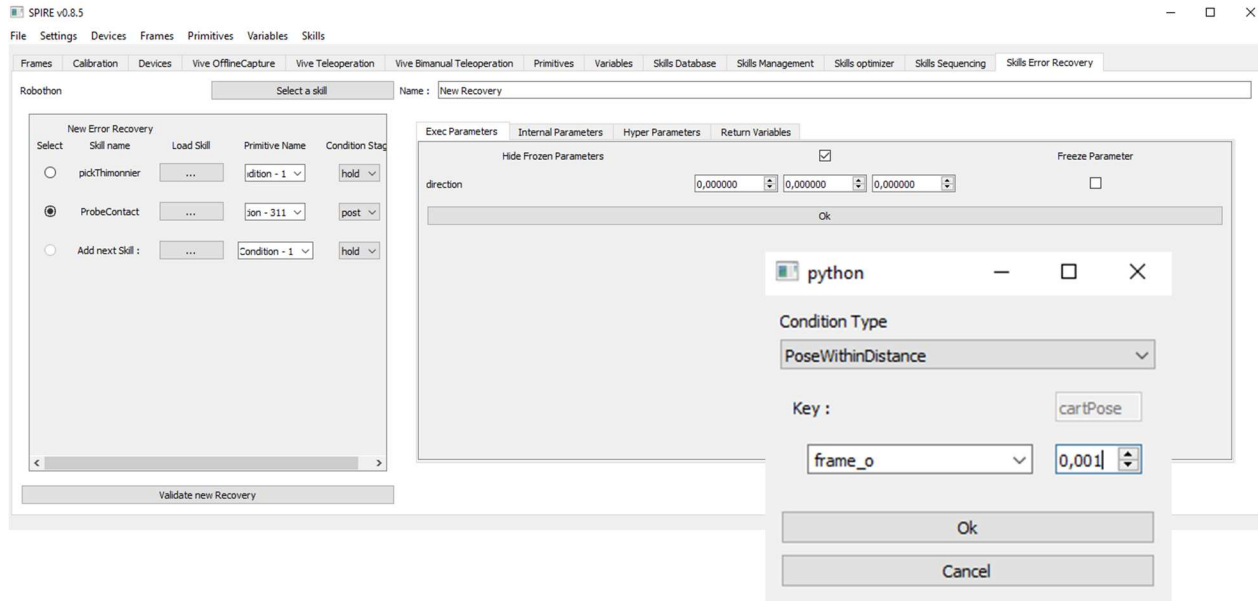 SPIRE v0.8.5
File Settings Devices Frames Primitives Variables Skills
Frames Calibration Devices Vive OfflineCapture Vive Teleoperation Vive Bimanual Teleoperation Primitives Variables Skills Database Skills Management Skills optimizer Skills Sequencing Skills Error Recovery
Robothon Select a skill Name : New Recovery
New Error Recovery
Select Skill name Load Skill Primitive Name Condition Stag
pickThimonnier ... idition - 1 hold
ProbeContact ... :ion - 311 post
Add next Skill : ... Condition - 1 hold
Validate new Recovery
Exec Parameters Internal Parameters Hyper Parameters Return Variables
Hide Frozen Parameters Freeze Parameter
direction 0,000000 0,000000 0,000000
Ok
python
Condition Type
PoseWithinDistance
Key : cartPose
frame_o 0,001
Ok
Cancel